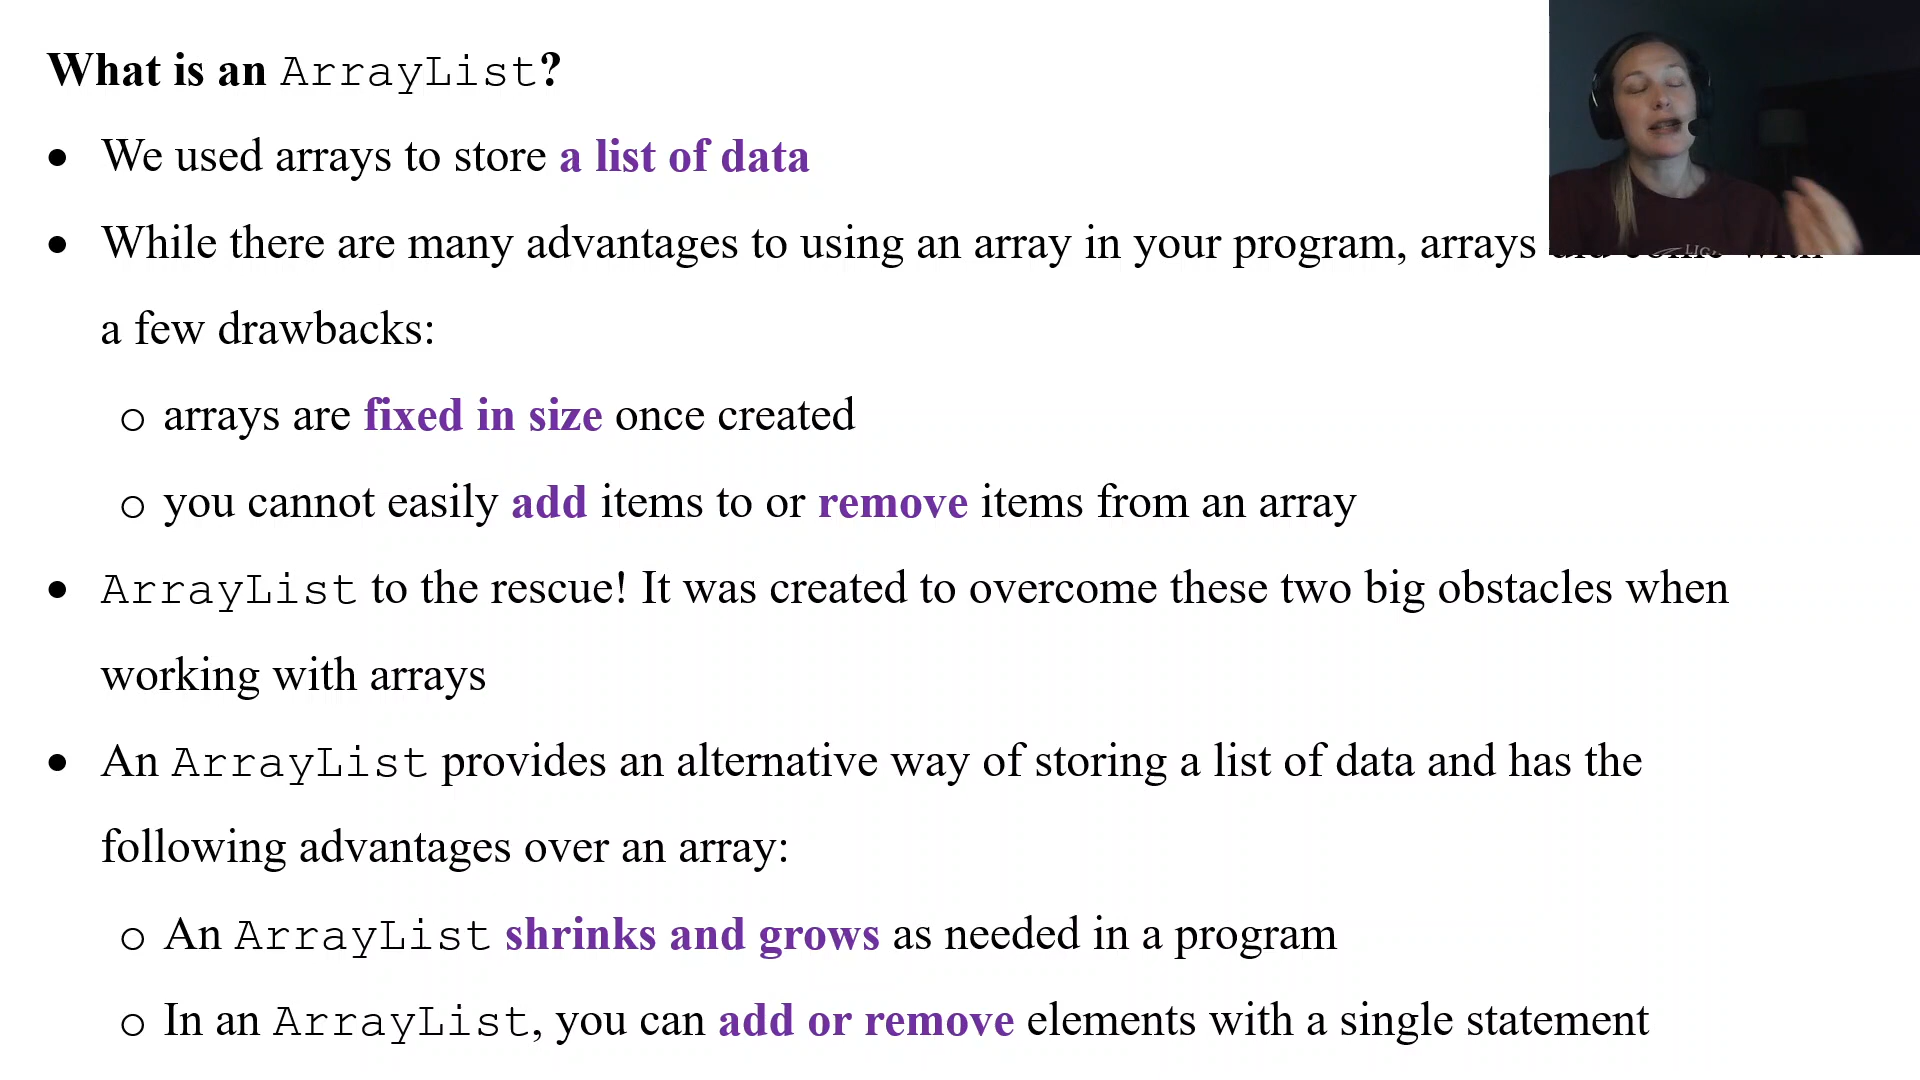 What is an ArrayList?
• We used arrays to store a list of data
• While there are many advantages to using an array in your program, arrays
a few drawbacks:
o arrays are fixed in size once created
o you cannot easily add items to or remove items from an array
• ArrayList to the rescue! It was created to overcome these two big obstacles when
working with arrays
• An ArrayList provides an alternative way of storing a list of data and has the
following advantages over an array:
o An ArrayList shrinks and grows as needed in a program
o In an ArrayList, you can add or remove elements with a single statement